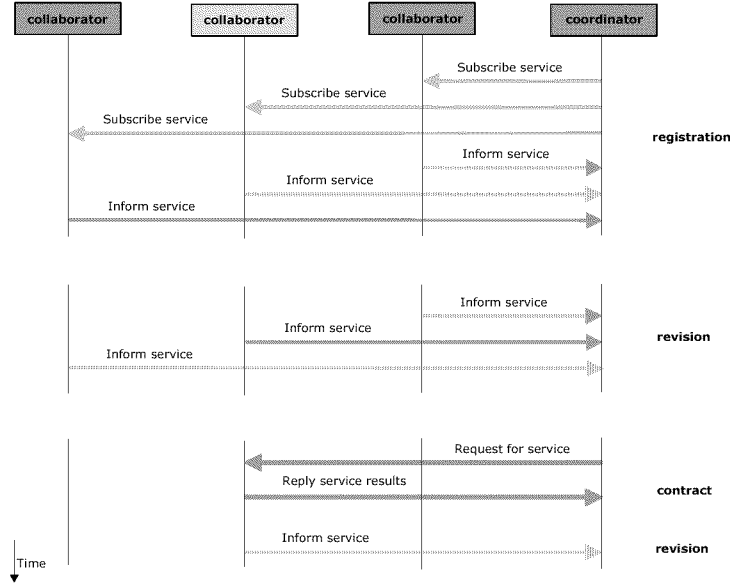 collaborator
collaborator
collaborator
coordinator
Subscribe service
Subscribe service
Subscribe service
registration
Inform service
Inform service
Inform service
Inform service
Inform service
revision
Inform service
Request for service
Reply service results
contract
Inform service
revision
Time